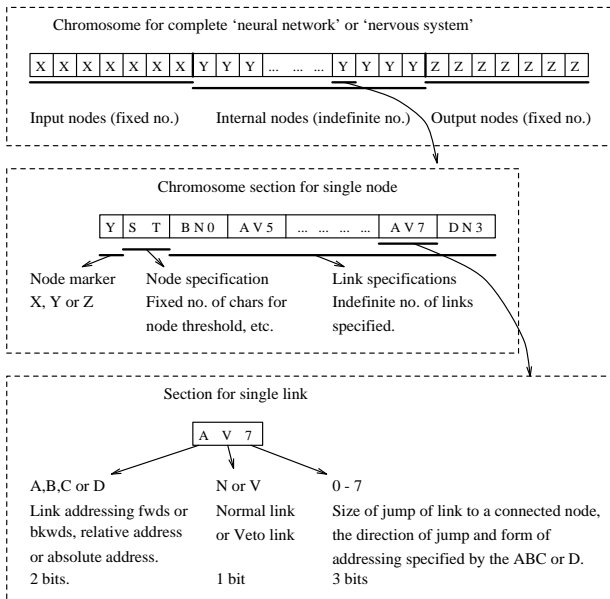 Chromosome for complete ‘neural network’ or ‘nervous system’
X X X X X X X Y Y Y ... ... ... Y Y Y Y Z Z Z Z Z Z Z
Input nodes (fixed no.) Internal nodes (indefinite no.) Output nodes (fixed no.)
Chromosome section for single node
Y S T B N 0 A V 5 ... ... ... ... A V 7 D N 3
Node marker Node specification Link specifications
X, Y or Z Fixed no. of chars for Indefinite no. of links
node threshold, etc. specified.
Section for single link
A V 7
A,B,C or D N or V 0 - 7
Link addressing fwds or Normal link Size of jump of link to a connected node,
bkwds, relative address or Veto link the direction of jump and form of
or absolute address. addressing specified by the ABC or D.
2 bits. 1 bit 3 bits